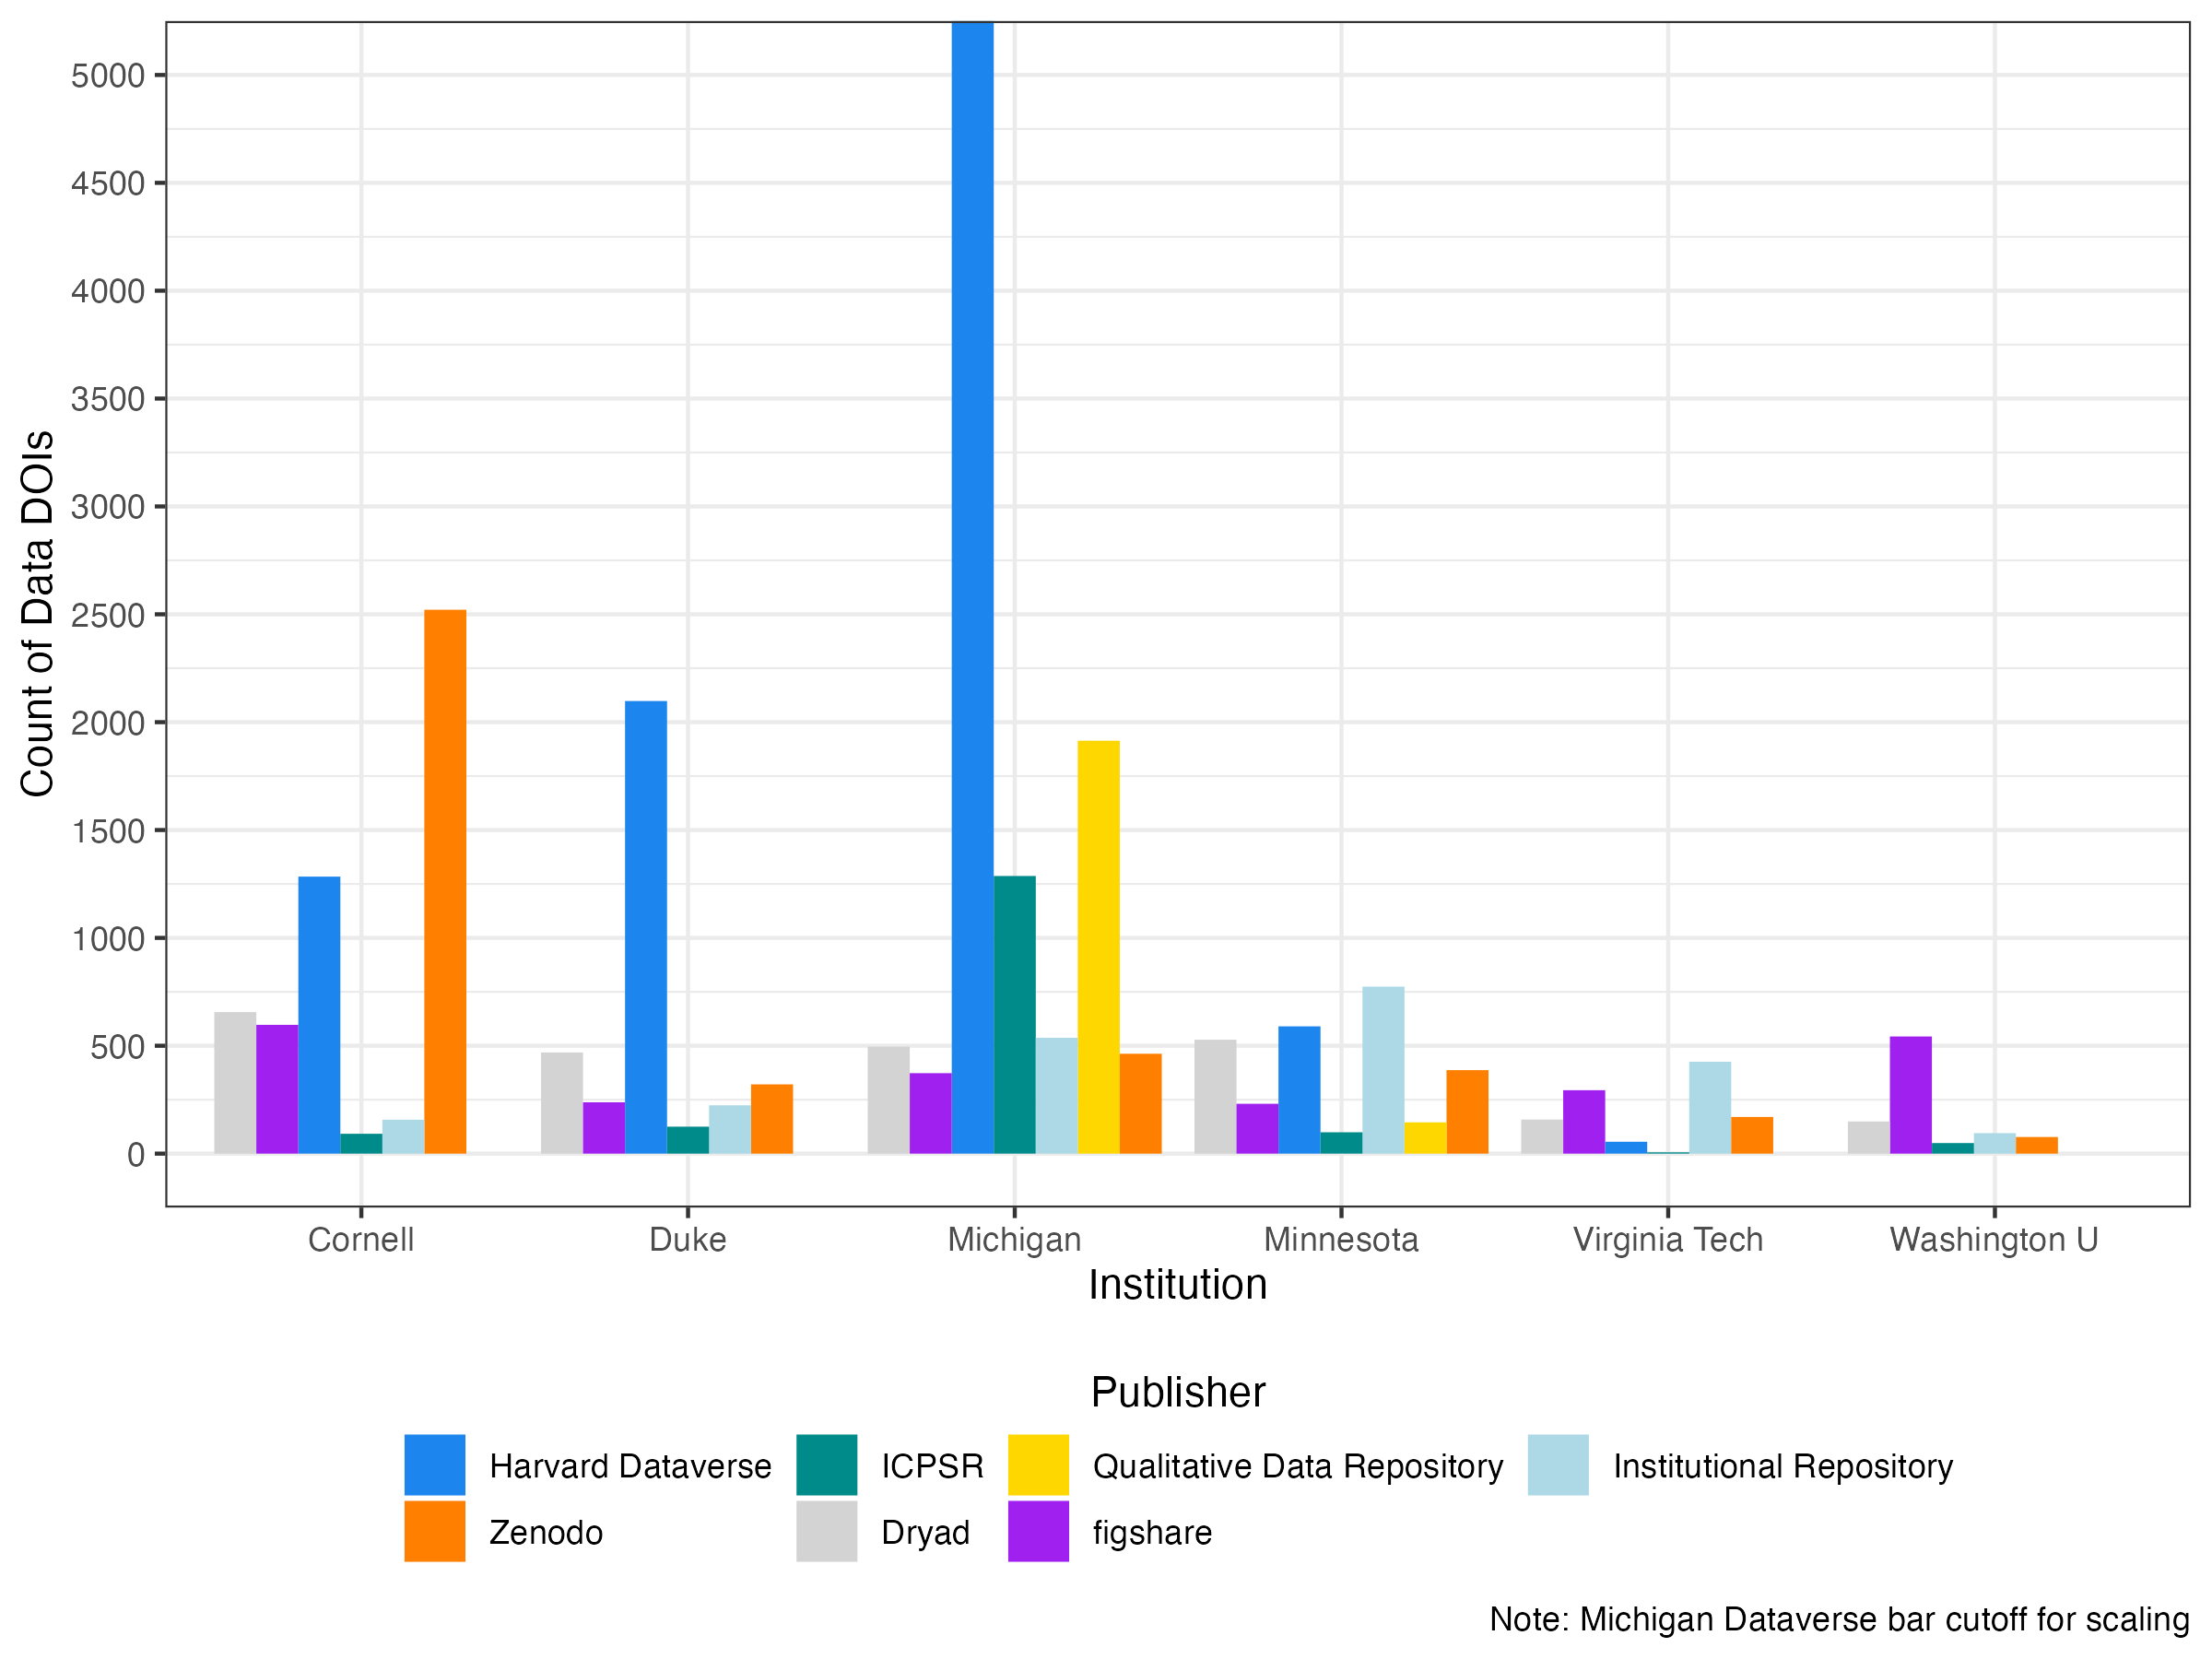 Count of Data DOIs
5000
4500
4000
3500
3000
2500
2000
1500
1000
500
0
Cornell Duke Michigan Minnesota Virginia Tech Washington U
Institution
Publisher
Harvard Dataverse ICPSR Qualitative Data Repository Institutional Repository
Zenodo Dryad figshare
Note: Michigan Dataverse bar cutoff for scaling